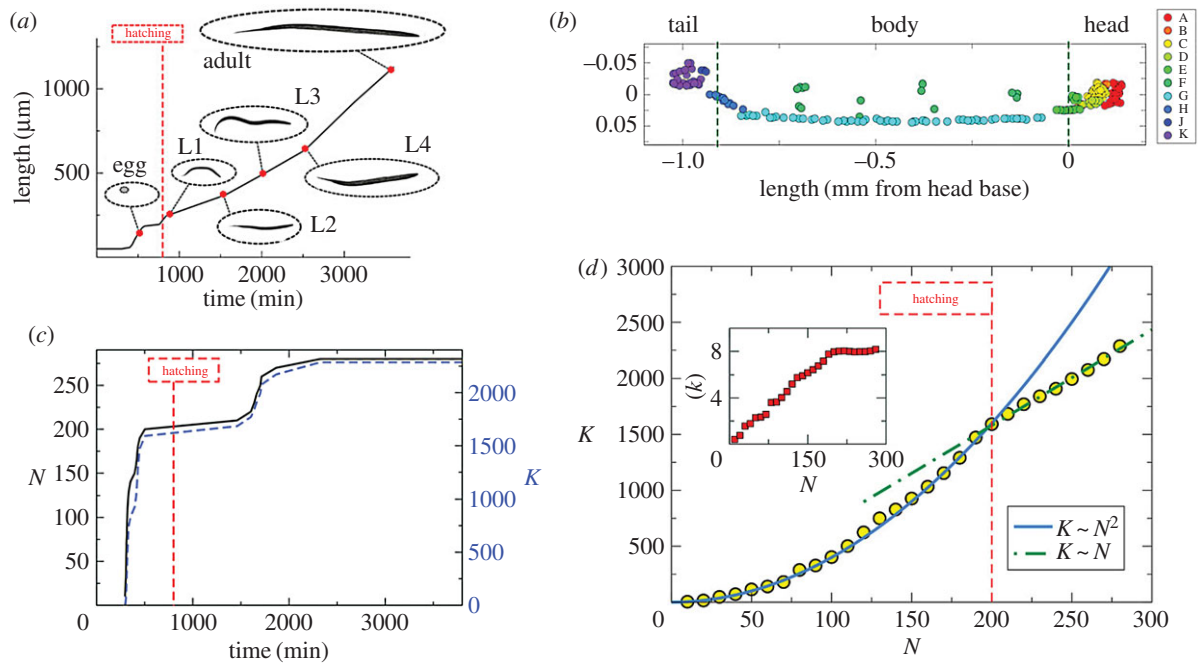 (a)
hatching
length (µm)
1000
500
egg
L1
L2
L3
L4
adult
1000
2000
3000
time (min)
(b)
tail
body
head
−0.05
0
0.05
−1.0
−0.5
0
length (mm from head base)
A
B
C
D
E
F
G
H
J
K
(c)
hatching
N
250
200
150
100
50
0
K
2000
1500
1000
500
0
0
1000
2000
3000
time (min)
(d)
hatching
K
3000
2500
2000
1500
1000
500
0
0
50
100
150
200
250
300
N
(k)
8
4
0
150
300
N
K ~ N²
K ~ N